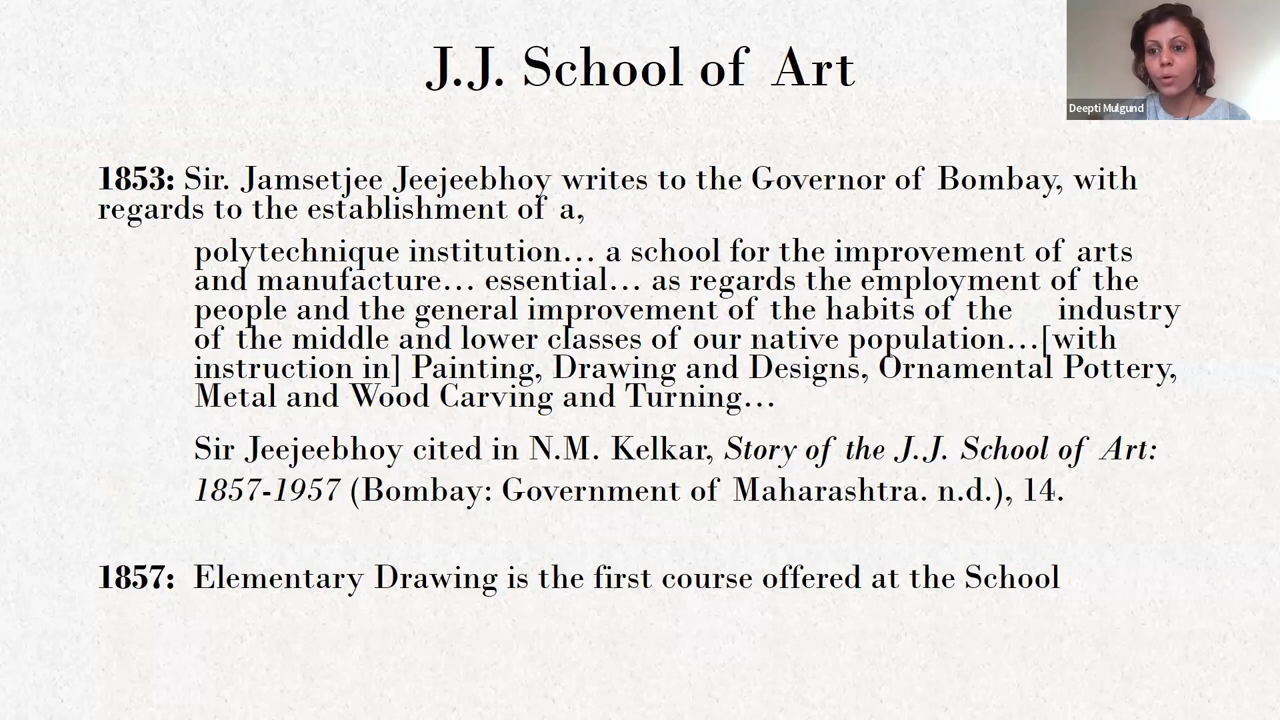 J.J. School of Art
Deepti Mulgund
1853: Sir. Jamsetjee Jeejeebhoy writes to the Governor of Bombay, with
regards to the establishment of a,
polytechnique institution... a school for the improvement of arts
and manufacture... essential... as regards the employment of the
people and the general improvement of the habits of the industry
of the middle and lower classes of our native population...[with
instruction in] Painting, Drawing and Designs, Ornamental Pottery,
Metal and Wood Carving and Turning...
Sir Jeejeebhoy cited in N.M. Kelkar, Story of the J.J. School of Art:
1857-1957 (Bombay: Government of Maharashtra. n.d.), 14.
1857: Elementary Drawing is the first course offered at the School